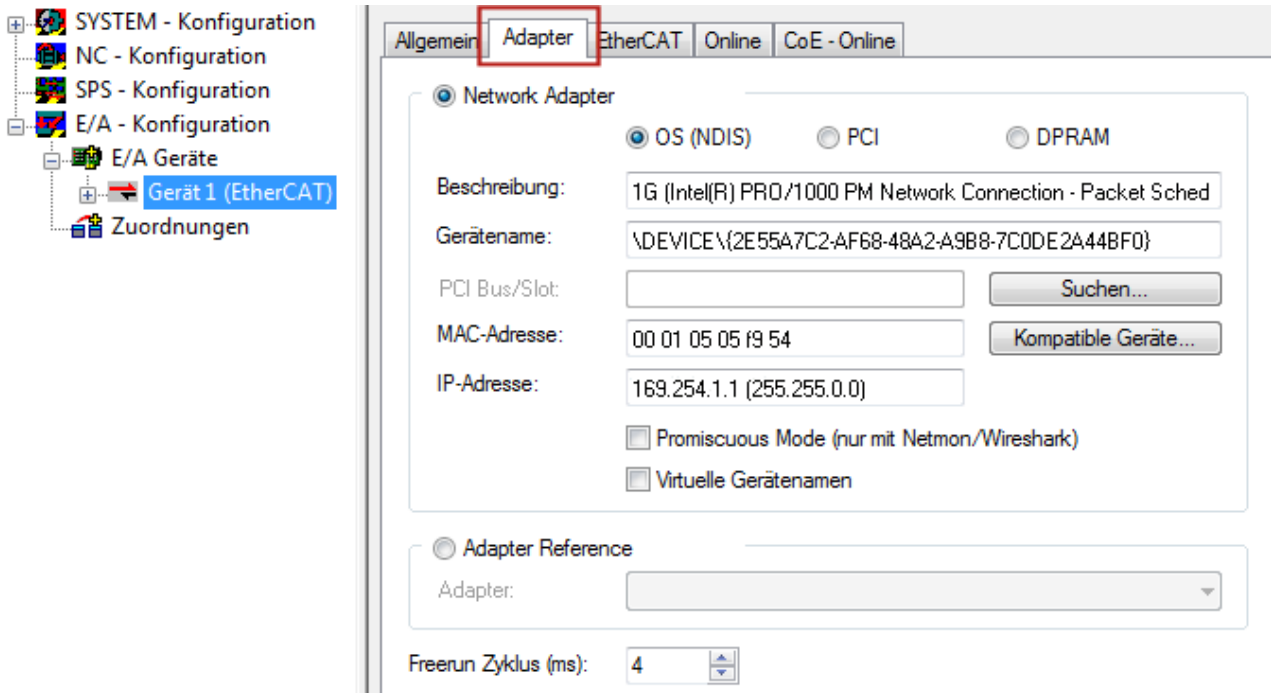 SYSTEM - Konfiguration
NC - Konfiguration
SPS - Konfiguration
E/A - Konfiguration
E/A Geräte
Gerät 1 (EtherCAT)
Zuordnungen
Allgemein Adapter EtherCAT Online CoE - Online
Network Adapter
OS (NDIS) PCI DPRAM
Beschreibung: 1G (Intel(R) PRO/1000 PM Network Connection - Packet Sched
Gerätename: \DEVICE\{2E55A7C2-AF68-48A2-A9B8-7C0DE2A44BF0}
PCI Bus/Slot: Suchen...
MAC-Adresse: 00 01 05 05 f9 54 Kompatible Geräte...
IP-Adresse: 169.254.1.1 (255.255.0.0)
Promiscuous Mode (nur mit Netmon/Wireshark)
Virtuelle Gerätenamen
Adapter Reference
Adapter:
Freerun Zyklus (ms): 4